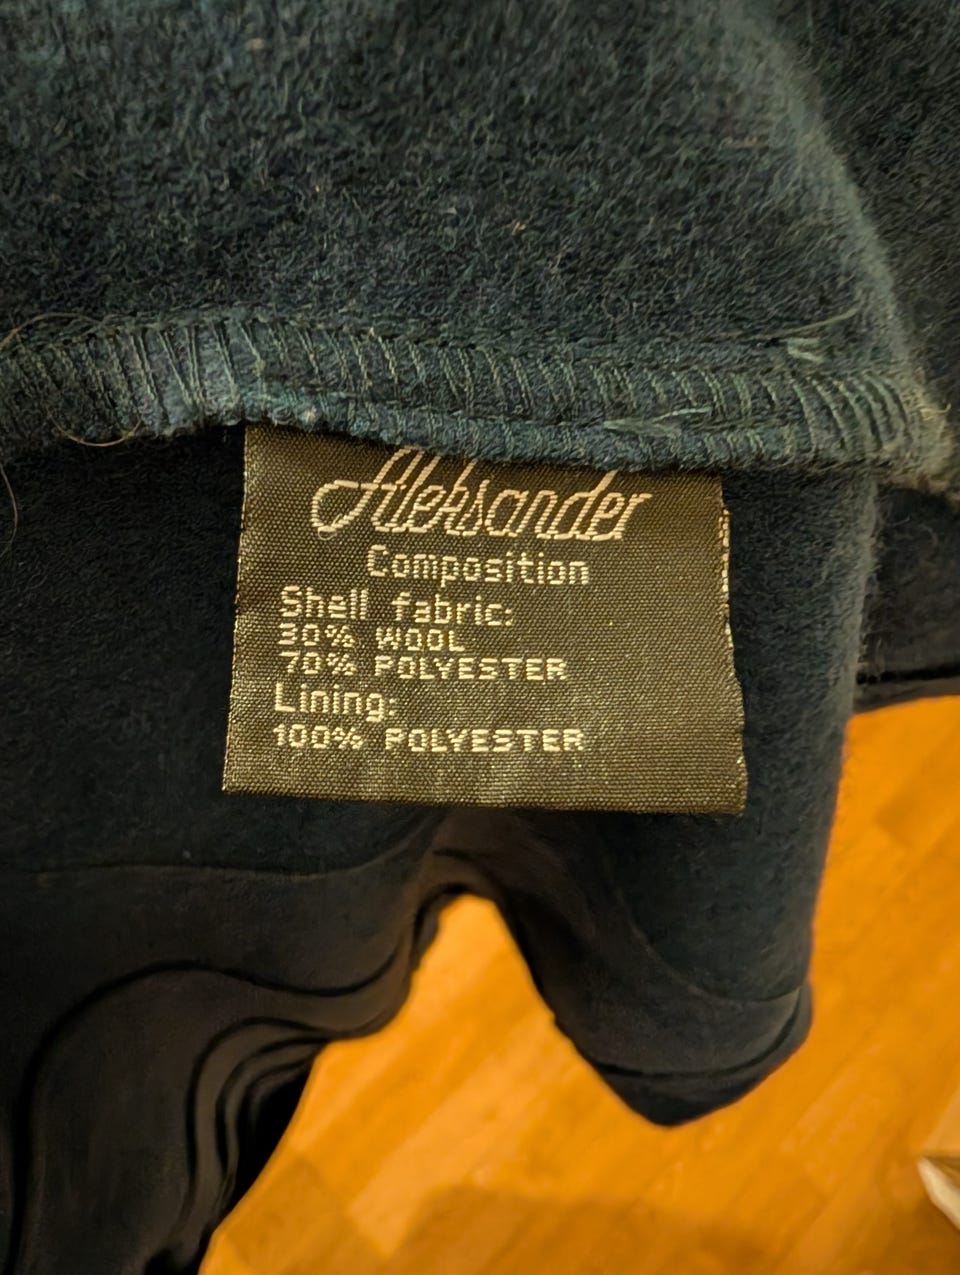 Aleksander
Composition
Shell fabric:
30% WOOL
70% POLYESTER
Lining:
100% POLYESTER